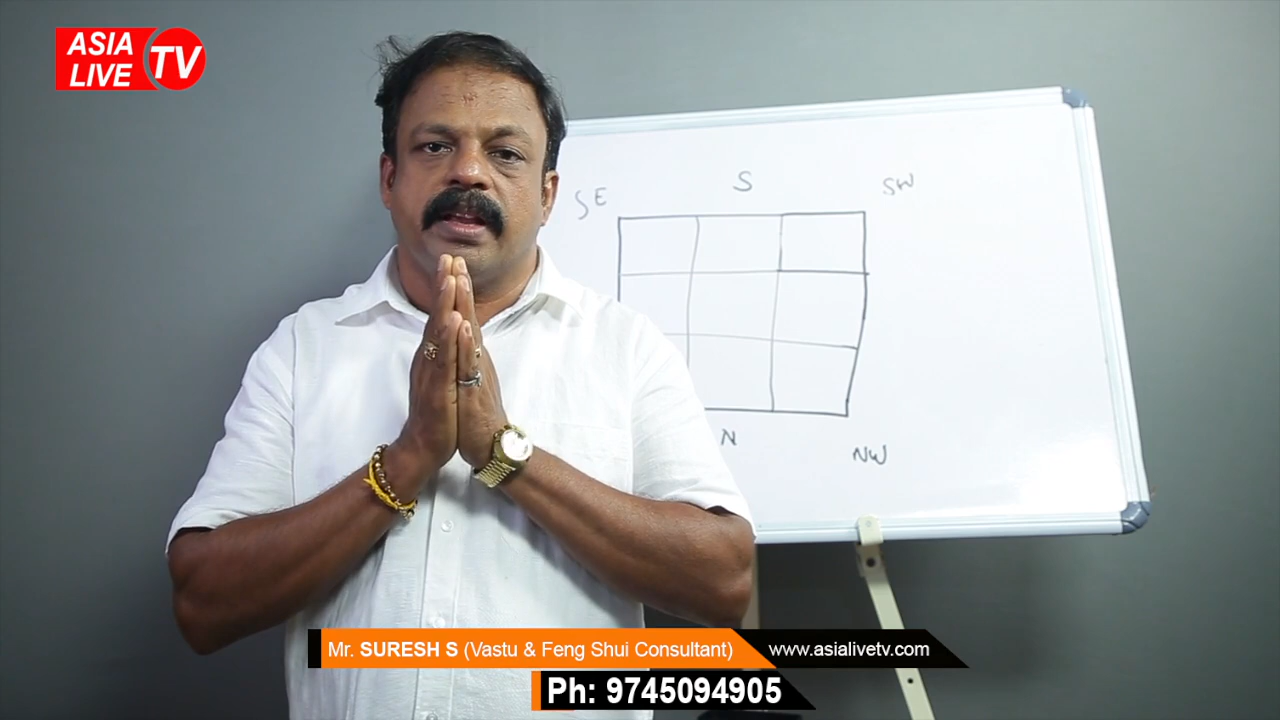 ASIA
LIVE TV
SE S SW
N NW
Mr. SURESH S (Vastu & Feng Shui Consultant) www.asialivetv.com
Ph: 9745094905